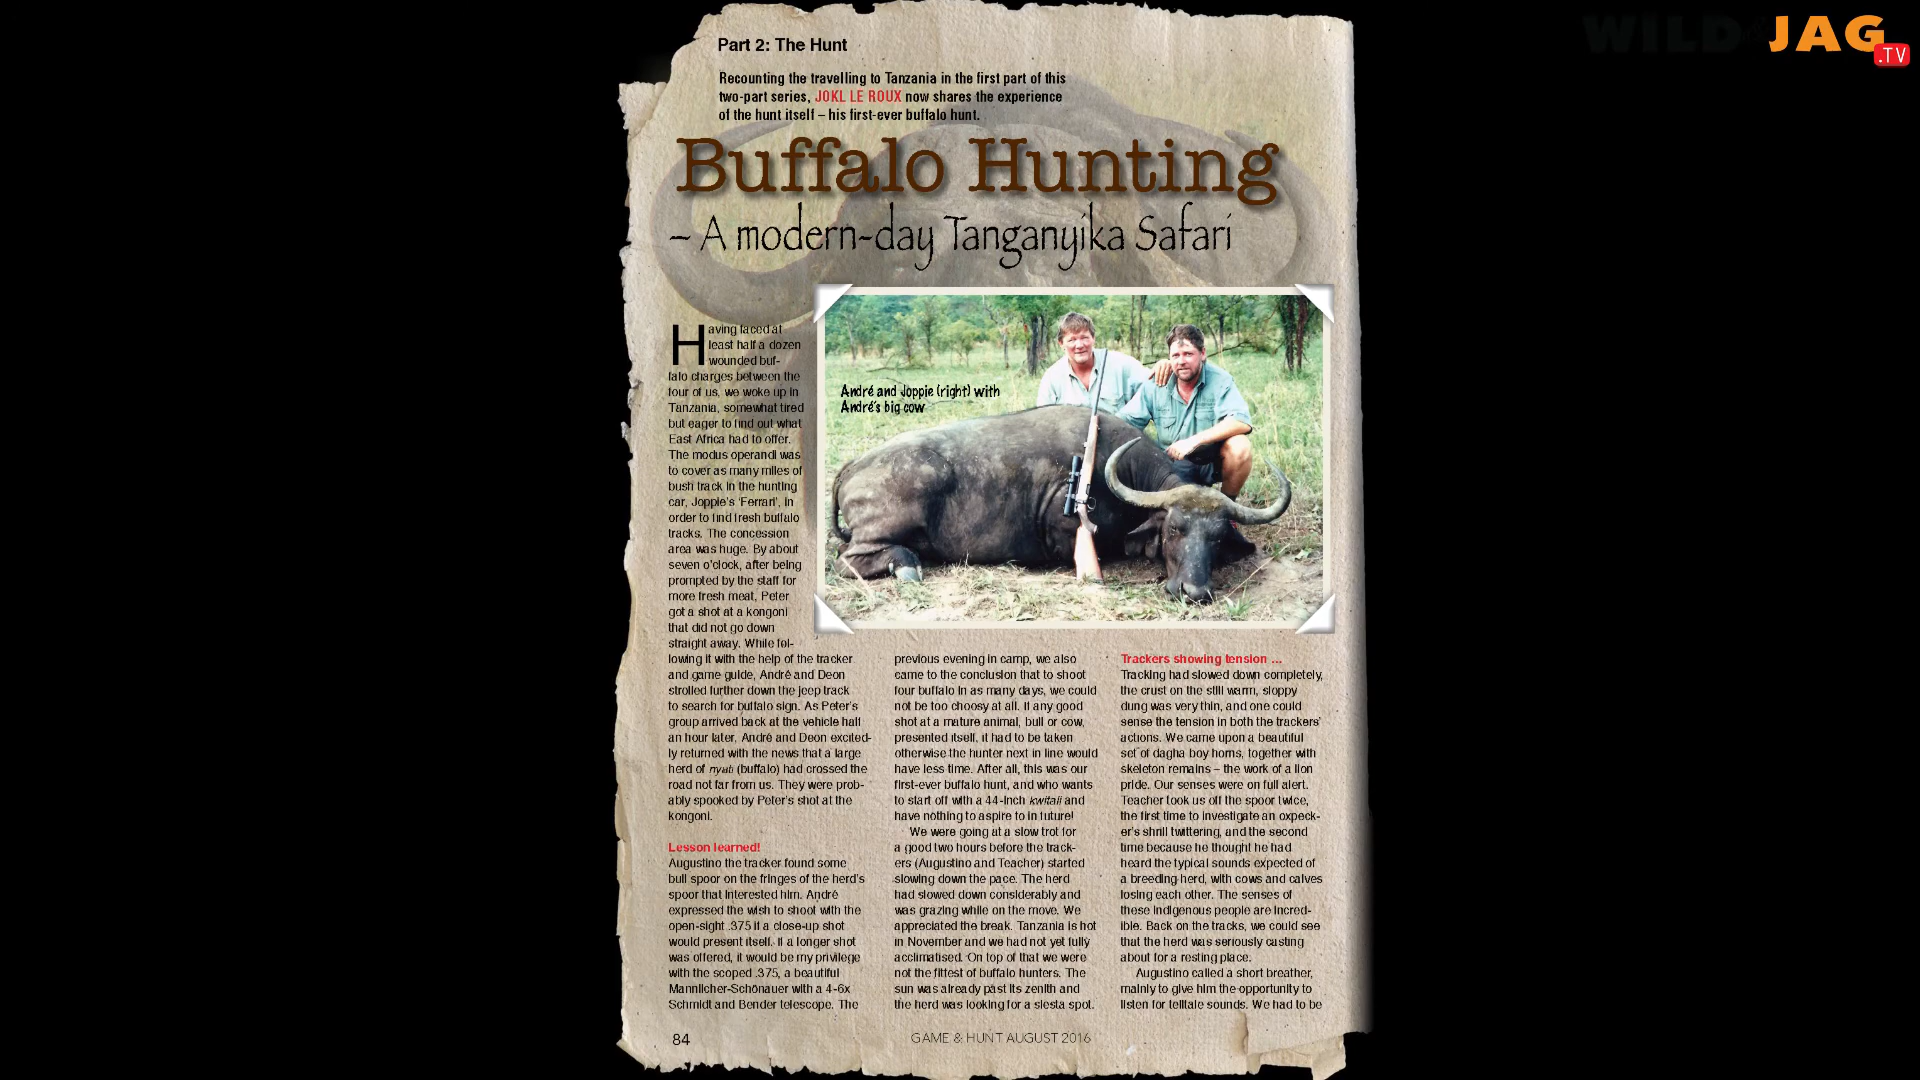 WILD JAG
.TV
Part 2: The Hunt
Recounting the travelling to Tanzania in the first part of this
two-part series, JOKL LE ROUX now shares the experience
of the hunt itself – his first-ever buffalo hunt.
Buffalo Hunting
– A modern-day Tanganyika Safari
André and Joppie (right) with
André's big cow
Having faced at
least half a dozen
wounded buf-
falo charges between the
four of us, we woke up in
Tanzania, somewhat tired
but eager to find out what
East Africa had to offer.
The modus operandi was
to cover as many miles of
bush track in the hunting
car, Joppie's 'Ferrari', in
order to find fresh buffalo
tracks. The concession
area was huge. By about
seven o'clock, after being
prompted by the staff for
more fresh meat, Peter
got a shot at a kongoni
that did not go down
straight away. While fol-
lowing it with the help of the tracker
and game guide, André and Deon
strolled further down the jeep track
to search for buffalo sign. As Peter's
group arrived back at the vehicle half
an hour later, André and Deon excited-
ly returned with the news that a large
herd of nyati (buffalo) had crossed the
road not far from us. They were prob-
ably spooked by Peter's shot at the
kongoni.
Lesson learned!
Augustino the tracker found some
bull spoor on the fringes of the herd's
spoor that interested him. André
expressed the wish to shoot with the
open-sight .375 if a close-up shot
would present itself. If a longer shot
was offered, it would be my privilege
with the scoped .375, a beautiful
Mannlicher-Schönauer with a 4-6x
Schmidt and Bender telescope. The
previous evening in camp, we also
came to the conclusion that to shoot
four buffalo in as many days, we could
not be too choosy at all. If any good
shot at a mature animal, bull or cow,
presented itself, it had to be taken
otherwise the hunter next in line would
have less time. After all, this was our
first-ever buffalo hunt, and who wants
to start off with a 44-inch kwitali and
have nothing to aspire to in future!
We were going at a slow trot for
a good two hours before the track-
ers (Augustino and Teacher) started
slowing down the pace. The herd
had slowed down considerably and
was grazing while on the move. We
appreciated the break. Tanzania is hot
in November and we had not yet fully
acclimatised. On top of that we were
not the fittest of buffalo hunters. The
sun was already past its zenith and
the herd was looking for a siesta spot.
Trackers showing tension ...
Tracking had slowed down completely,
the crust on the still warm, sloppy
dung was very thin, and one could
sense the tension in both the trackers'
actions. We came upon a beautiful
set of dagha boy horns, together with
skeleton remains – the work of a lion
pride. Our senses were on full alert.
Teacher took us off the spoor twice,
the first time to investigate an oxpeck-
er's shrill twittering, and the second
time because he thought he had
heard the typical sounds expected of
a breeding herd, with cows and calves
losing each other. The senses of
these indigenous people are incred-
ible. Back on the tracks, we could see
that the herd was seriously casting
about for a resting place.
Augustino called a short breather,
mainly to give him the opportunity to
listen for telltale sounds. We had to be
84
GAME & HUNT AUGUST 2016